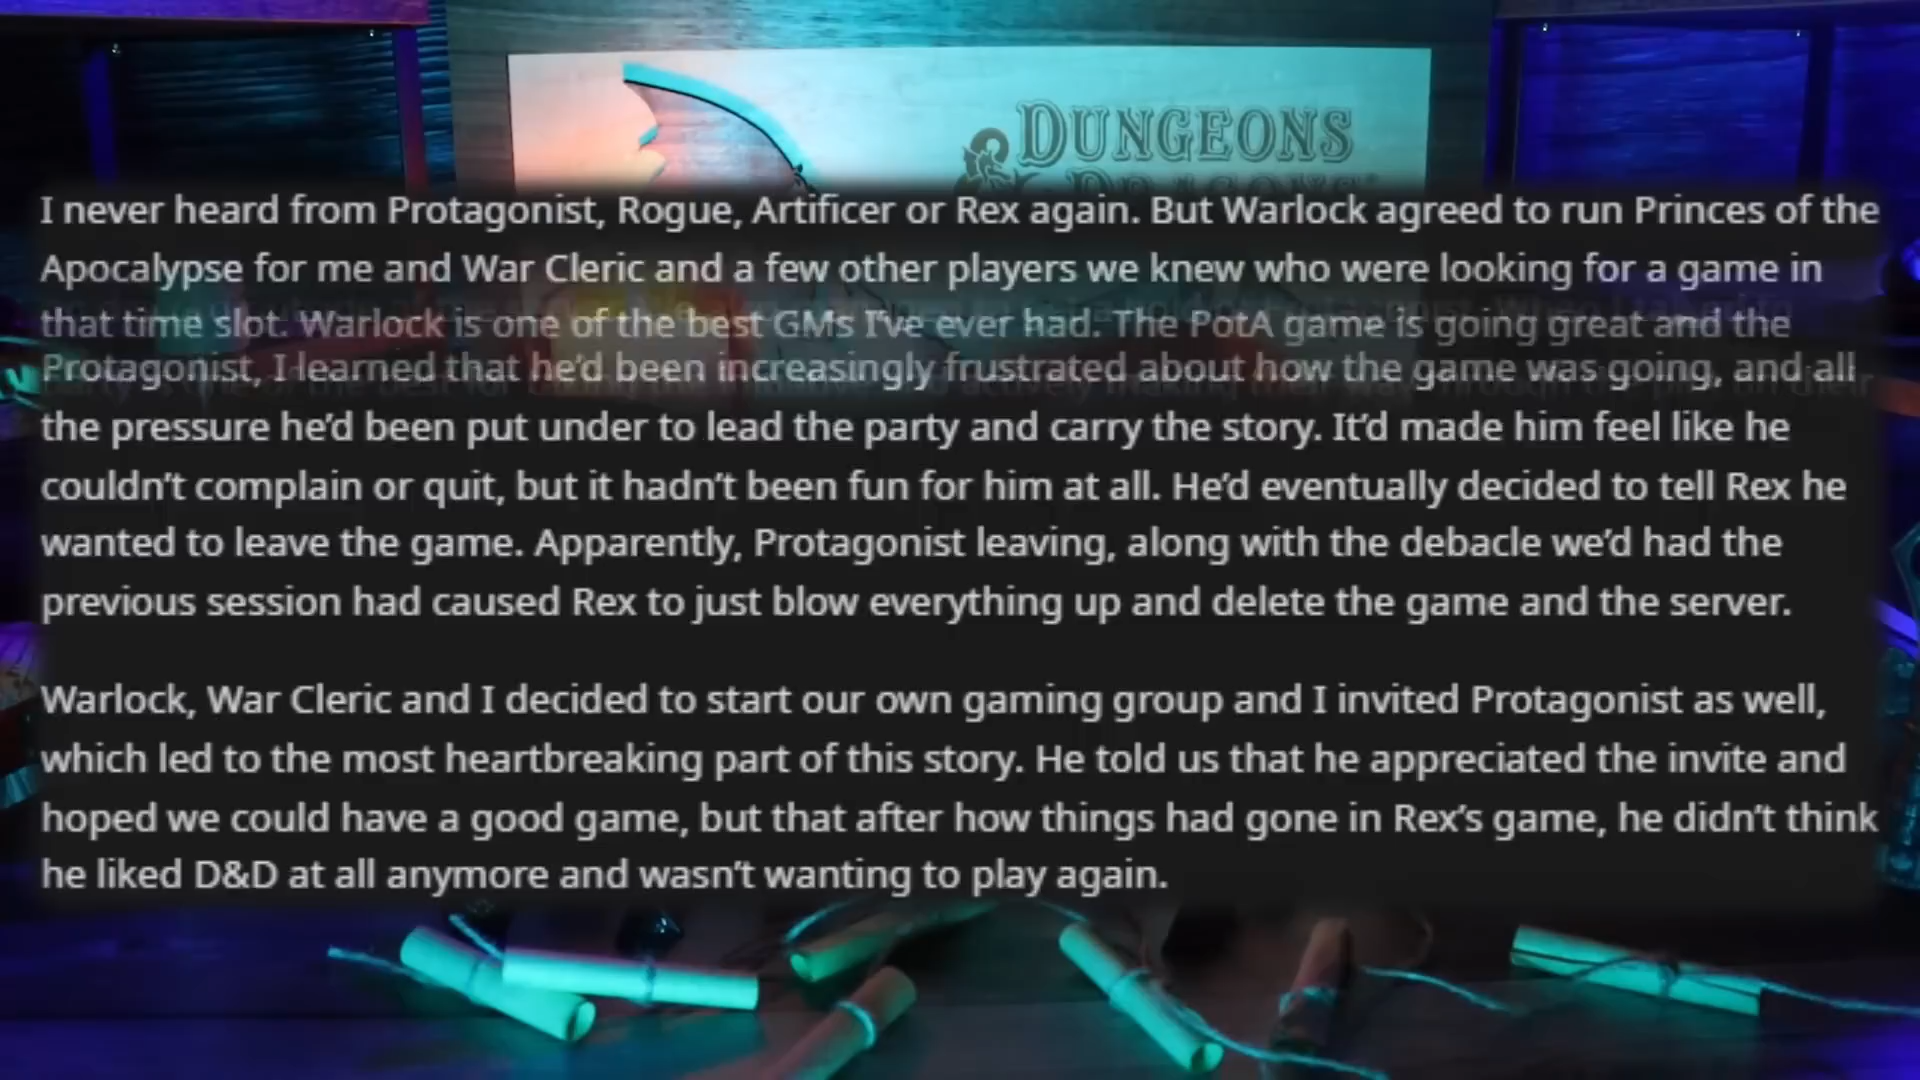 DUNGEONS
&
I never heard from Protagonist, Rogue, Artificer or Rex again. But Warlock agreed to run Princes of the
Apocalypse for me and War Cleric and a few other players we knew who were looking for a game in
that time slot. Warlock is one of the best GMs I've ever had. The PotA game is going great and the
Protagonist, I learned that he'd been increasingly frustrated about how the game was going, and all
the pressure he'd been put under to lead the party and carry the story. It'd made him feel like he
couldn't complain or quit, but it hadn't been fun for him at all. He'd eventually decided to tell Rex he
wanted to leave the game. Apparently, Protagonist leaving, along with the debacle we'd had the
previous session had caused Rex to just blow everything up and delete the game and the server.
Warlock, War Cleric and I decided to start our own gaming group and I invited Protagonist as well,
which led to the most heartbreaking part of this story. He told us that he appreciated the invite and
hoped we could have a good game, but that after how things had gone in Rex's game, he didn't think
he liked D&D at all anymore and wasn't wanting to play again.